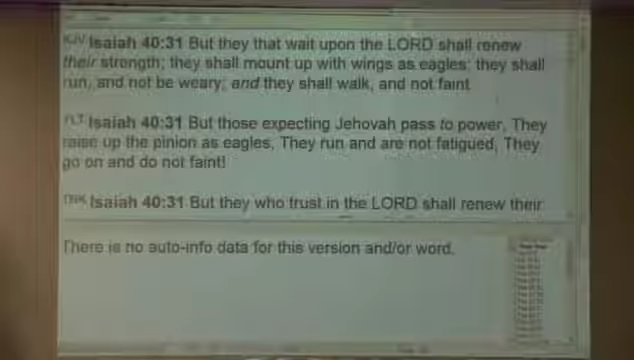 KJV Isaiah 40:31 But they that wait upon the LORD shall renew
their strength; they shall mount up with wings as eagles; they shall
run, and not be weary; and they shall walk, and not faint
YLT Isaiah 40:31 But those expecting Jehovah pass to power, They
raise up the pinion as eagles, They run and are not fatigued, They
go on and do not faint!
Isaiah 40:31 But they who trust in the LORD shall renew their
There is no auto-info data for this version and/or word.